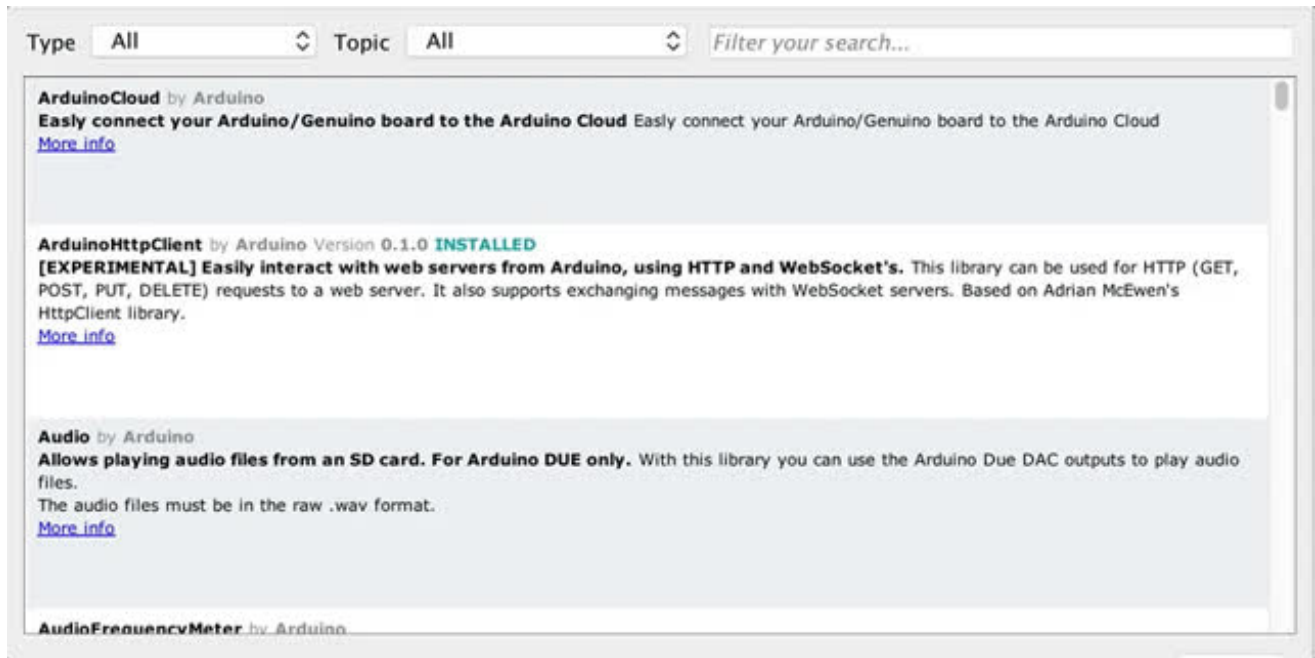 Type All Topic All Filter your search...
ArduinoCloud by Arduino
Easly connect your Arduino/Genuino board to the Arduino Cloud Easly connect your Arduino/Genuino board to the Arduino Cloud
More info
ArduinoHttpClient by Arduino Version 0.1.0 INSTALLED
[EXPERIMENTAL] Easily interact with web servers from Arduino, using HTTP and WebSocket's. This library can be used for HTTP (GET,
POST, PUT, DELETE) requests to a web server. It also supports exchanging messages with WebSocket servers. Based on Adrian McEwen's
HttpClient library.
More info
Audio by Arduino
Allows playing audio files from an SD card. For Arduino DUE only. With this library you can use the Arduino Due DAC outputs to play audio
files.
The audio files must be in the raw .wav format.
More info
AudioFrequencyMeter by Arduino